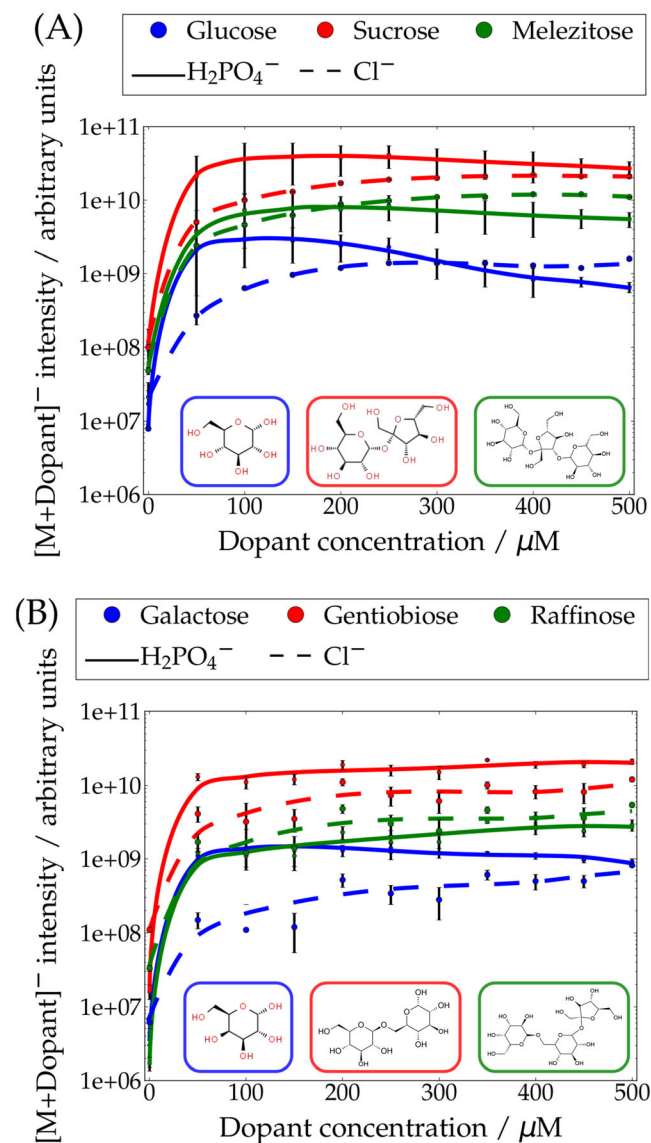 (A)
Glucose Sucrose Melezitose
H₂PO₄⁻ Cl⁻
[M+Dopant]⁻ intensity / arbitrary units
1e+11
1e+10
1e+09
1e+08
1e+07
1e+06
0 100 200 300 400 500
Dopant concentration / μM
(B)
Galactose Gentiobiose Raffinose
H₂PO₄⁻ Cl⁻
[M+Dopant]⁻ intensity / arbitrary units
1e+11
1e+10
1e+09
1e+08
1e+07
1e+06
0 100 200 300 400 500
Dopant concentration / μM